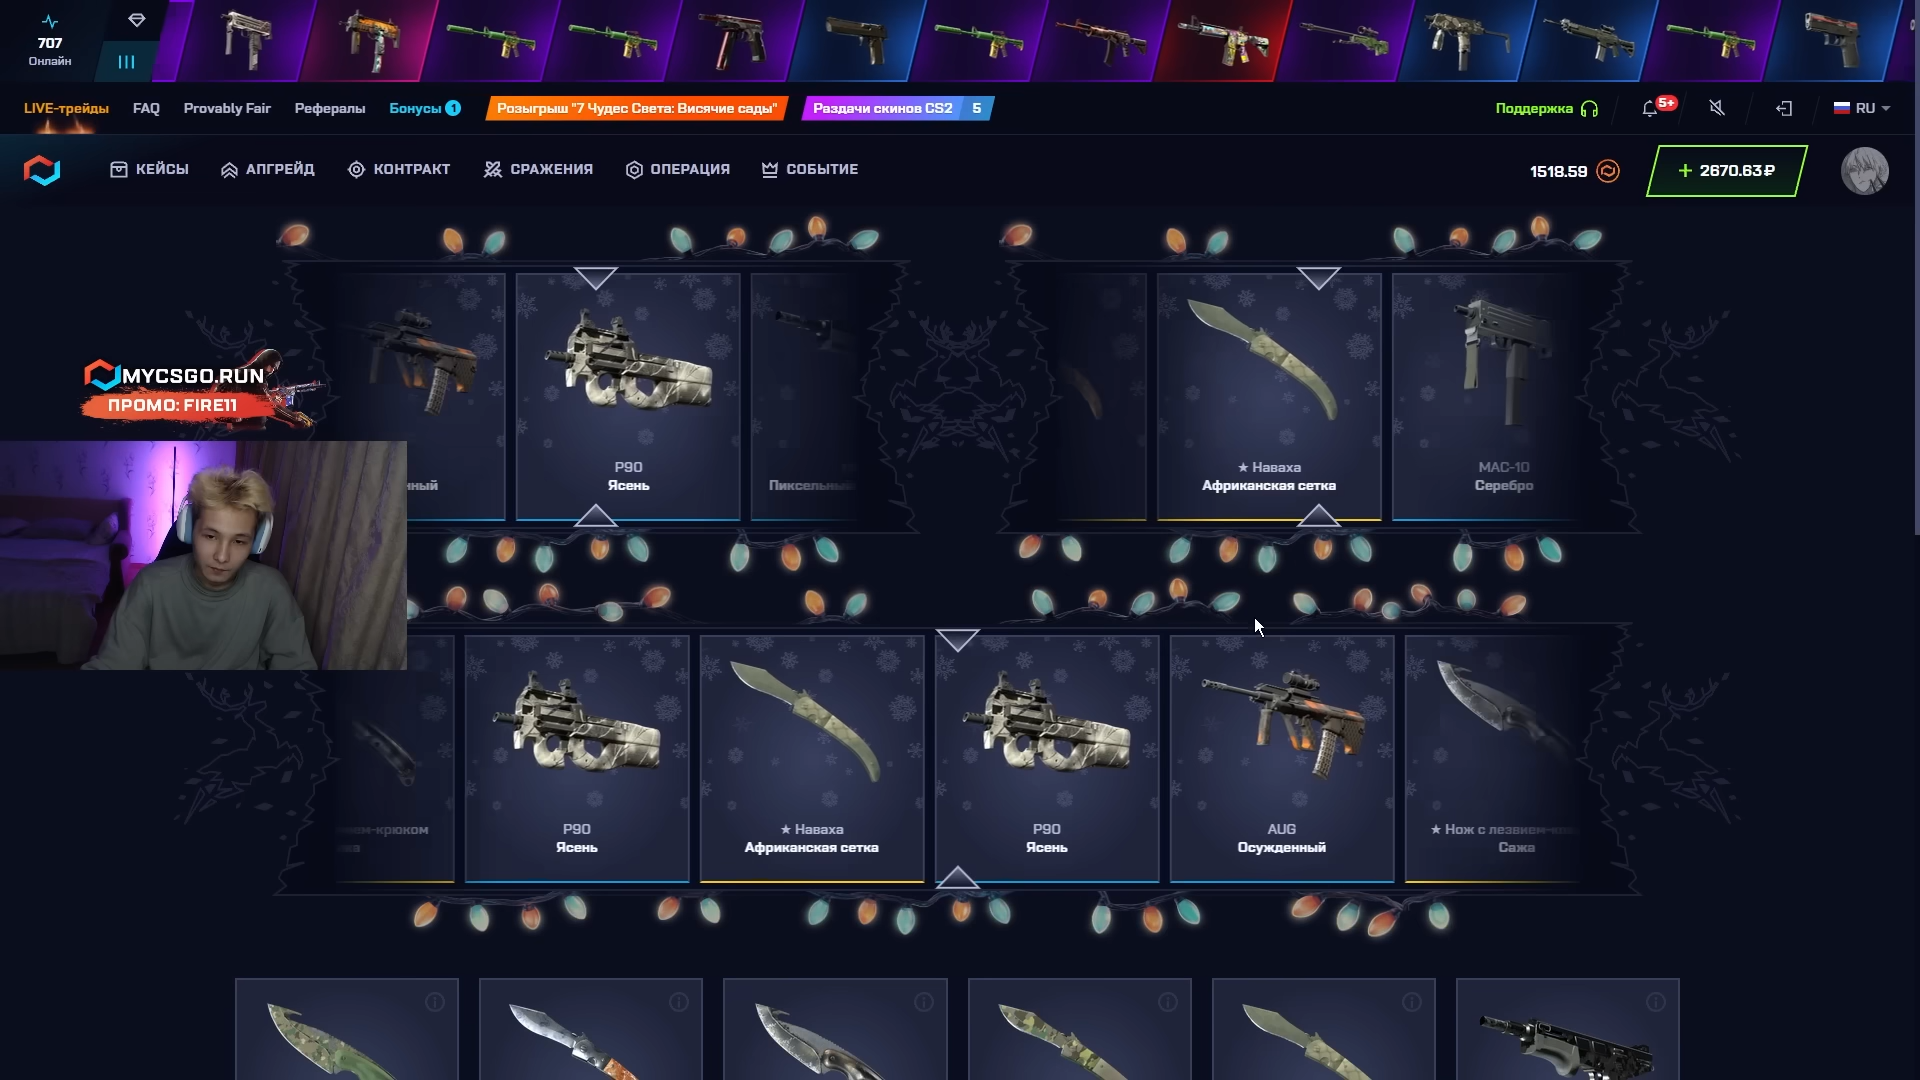 707
Онлайн
LIVE-трейды
FAQ
Provably Fair
Рефералы
Бонусы 1
Розыгрыш "7 Чудес Света: Висячие сады"
Раздачи скинов CS2 5
Поддержка
5+
RU
КЕЙСЫ
АПГРЕЙД
КОНТРАКТ
СРАЖЕНИЯ
ОПЕРАЦИЯ
СОБЫТИЕ
1518.59
+ 2670.63₽
MYCSGO.RUN
ПРОМО: FIRE11
P90
Ясень
★ Наваха
Африканская сетка
MAC-10
Серебро
P90
Ясень
★ Наваха
Африканская сетка
P90
Ясень
AUG
Осужденный
★ Нож с
Сажа